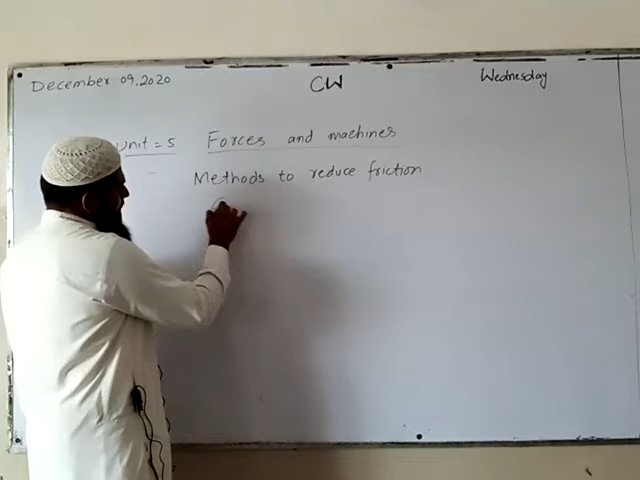 December 09.2020 CW Wednesday
Unit = 5 Forces and machines
Methods to reduce friction